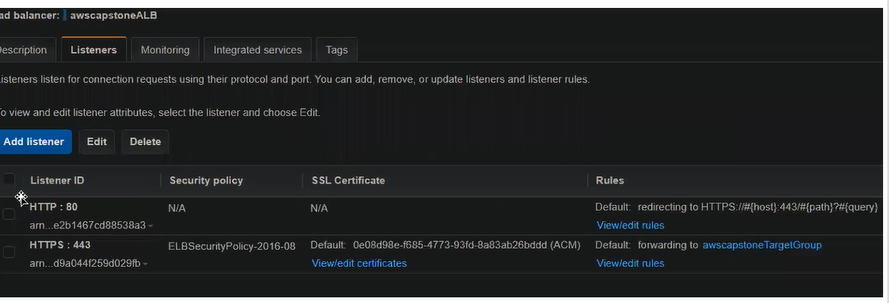 ad balancer: awscapstoneALB
escription Listeners Monitoring Integrated services Tags
isteners listen for connection requests using their protocol and port. You can add, remove, or update listeners and listener rules.
o view and edit listener attributes, select the listener and choose Edit.
Add listener Edit Delete
Listener ID Security policy SSL Certificate Rules
HTTP : 80 N/A N/A Default: redirecting to HTTPS://#{host}:443/#{path}?#{query}
arn...e2b1467cd88538a3 View/edit rules
HTTPS : 443 ELBSecurityPolicy-2016-08 Default: 0e08d98e-f685-4773-93fd-8a83ab26bddd (ACM) Default: forwarding to awscapstoneTargetGroup
arn...d9a044f259d029fb View/edit certificates View/edit rules